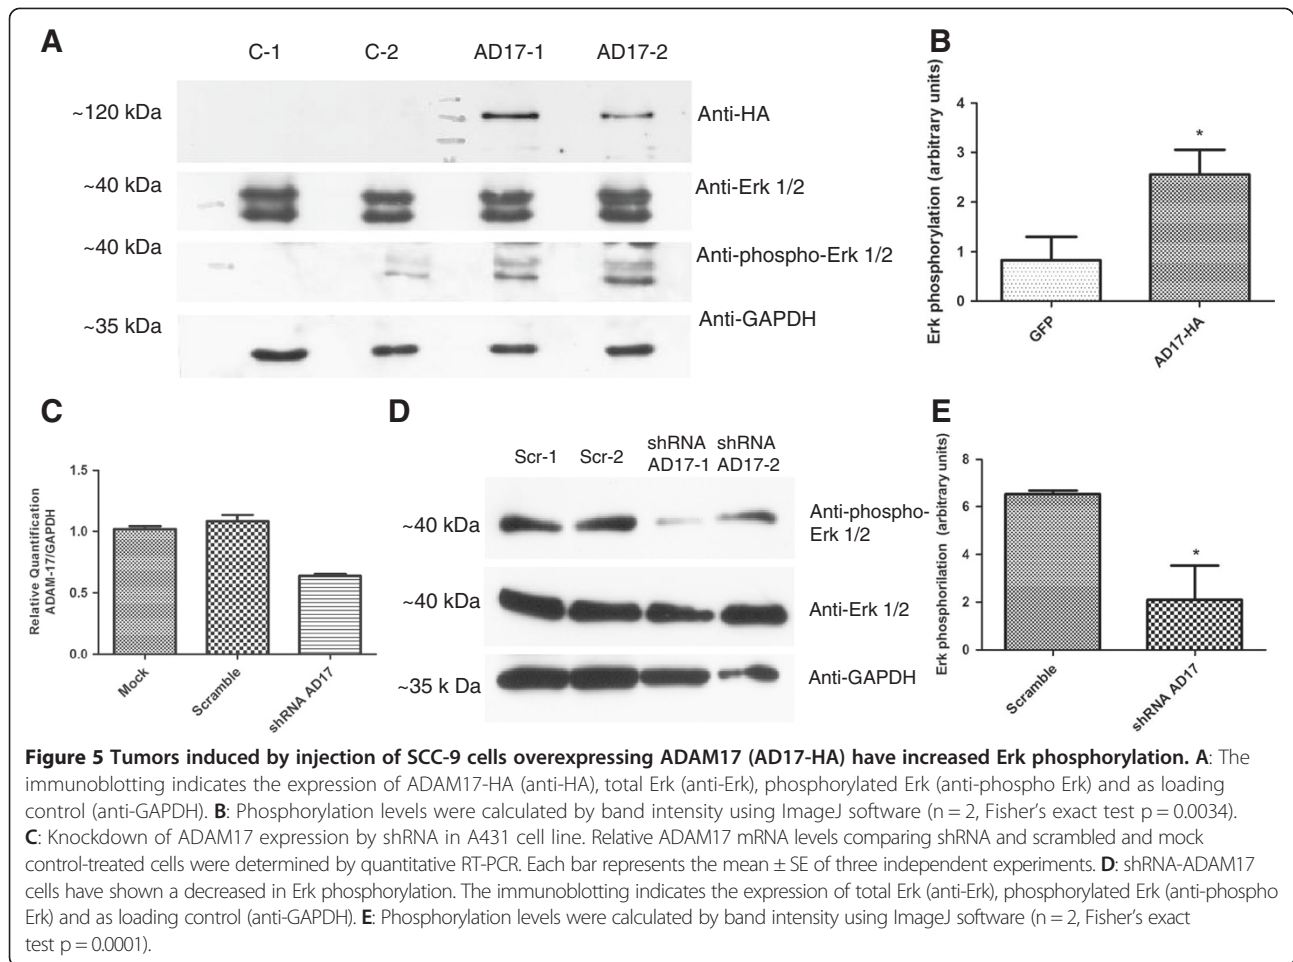 A
C-1 C-2 AD17-1 AD17-2
~120 kDa
Anti-HA
~40 kDa
Anti-Erk 1/2
~40 kDa
Anti-phospho-Erk 1/2
~35 kDa
Anti-GAPDH
B
Erk phosphorylation (arbitrary units)
4
3
2
1
0
*
GFP
AD17-HA
C
Relative Quantification
ADAM-17/GAPDH
1.5
1.0
0.5
0.0
Mock
Scramble
shRNA AD17
D
Scr-1 Scr-2 shRNA AD17-1 shRNA AD17-2
~40 kDa
Anti-phospho-
Erk 1/2
~40 kDa
Anti-Erk 1/2
~35 k Da
Anti-GAPDH
E
Erk phosphorilation (arbitrary units)
8
6
4
2
0
*
Scramble
shRNA AD17
Figure 5 Tumors induced by injection of SCC-9 cells overexpressing ADAM17 (AD17-HA) have increased Erk phosphorylation. A: The
immunoblotting indicates the expression of ADAM17-HA (anti-HA), total Erk (anti-Erk), phosphorylated Erk (anti-phospho Erk) and as loading
control (anti-GAPDH). B: Phosphorylation levels were calculated by band intensity using ImageJ software (n = 2, Fisher's exact test p = 0.0034).
C: Knockdown of ADAM17 expression by shRNA in A431 cell line. Relative ADAM17 mRNA levels comparing shRNA and scrambled and mock
control-treated cells were determined by quantitative RT-PCR. Each bar represents the mean ± SE of three independent experiments. D: shRNA-ADAM17
cells have shown a decreased in Erk phosphorylation. The immunoblotting indicates the expression of total Erk (anti-Erk), phosphorylated Erk (anti-phospho
Erk) and as loading control (anti-GAPDH). E: Phosphorylation levels were calculated by band intensity using ImageJ software (n = 2, Fisher's exact
test p = 0.0001).